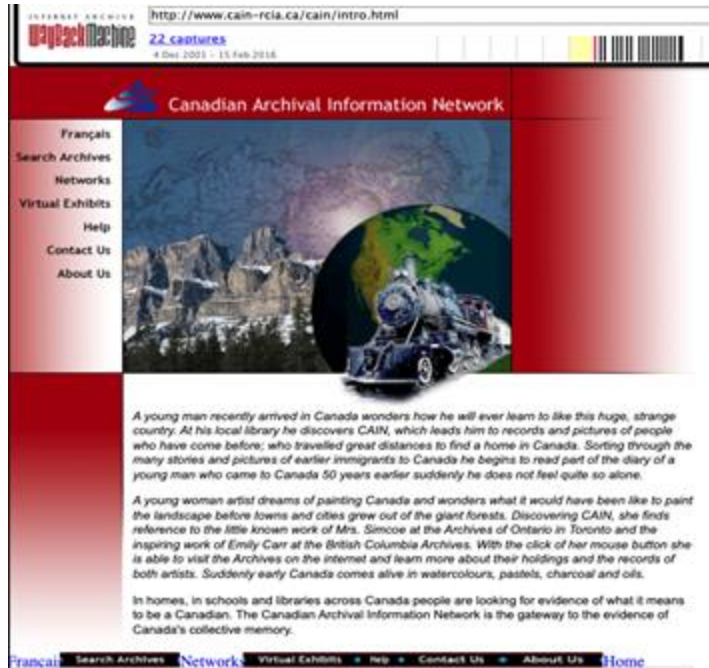 INTERNET ARCHIVE
WayBackMachine
http://www.cain-rcia.ca/cain/intro.html
22 captures
4 Dec 2001 - 15 Feb 2016
Canadian Archival Information Network
Français
Search Archives
Networks
Virtual Exhibits
Help
Contact Us
About Us
A young man recently arrived in Canada wonders how he will ever learn to like this huge, strange
country. At his local library he discovers CAIN, which leads him to records and pictures of people
who have come before; who travelled great distances to find a home in Canada. Sorting through the
many stories and pictures of earlier immigrants to Canada he begins to read part of the diary of a
young man who came to Canada 50 years earlier suddenly he does not feel quite so alone.
A young woman artist dreams of painting Canada and wonders what it would have been like to paint
the landscape before towns and cities grew out of the giant forests. Discovering CAIN, she finds
reference to the little known work of Mrs. Simcoe at the Archives of Ontario in Toronto and the
inspiring work of Emily Carr at the British Columbia Archives. With the click of her mouse button she
is able to visit the Archives on the internet and learn more about their holdings and the records of
both artists. Suddenly early Canada comes alive in watercolours, pastels, charcoal and oils.
In homes, in schools and libraries across Canada people are looking for evidence of what it means
to be a Canadian. The Canadian Archival Information Network is the gateway to the evidence of
Canada's collective memory.
Français Search Archives Networks Virtual Exhibits Help Contact Us About Us Home